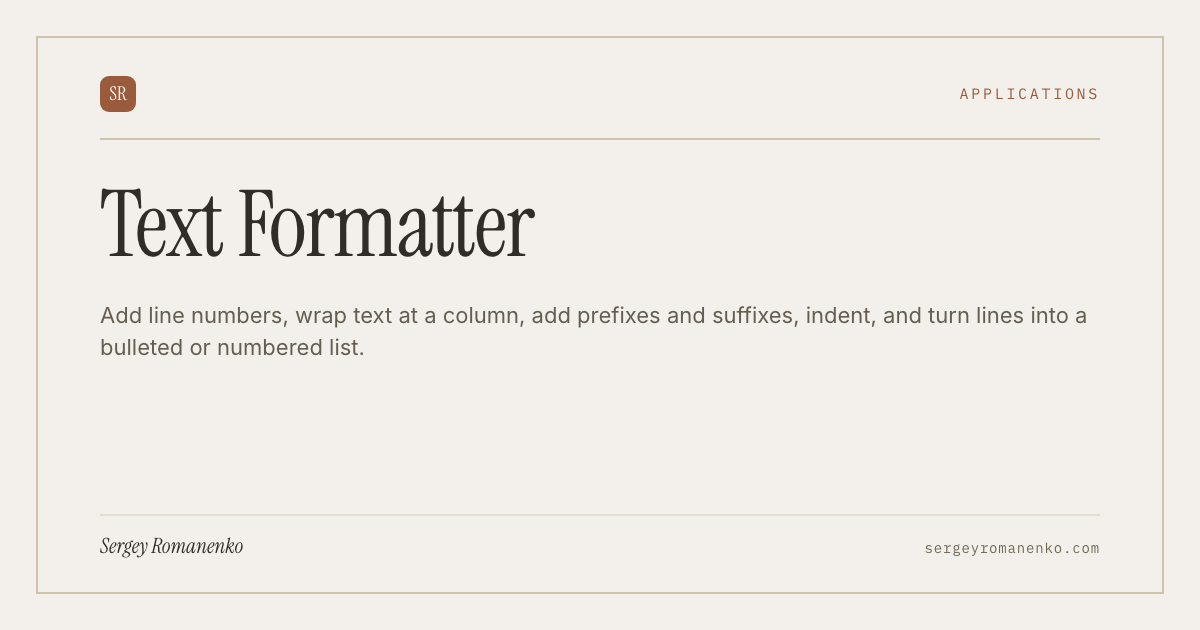 SR
APPLICATIONS
Text Formatter
Add line numbers, wrap text at a column, add prefixes and suffixes, indent, and turn lines into a
bulleted or numbered list.
Sergey Romanenko
sergeyromanenko.com